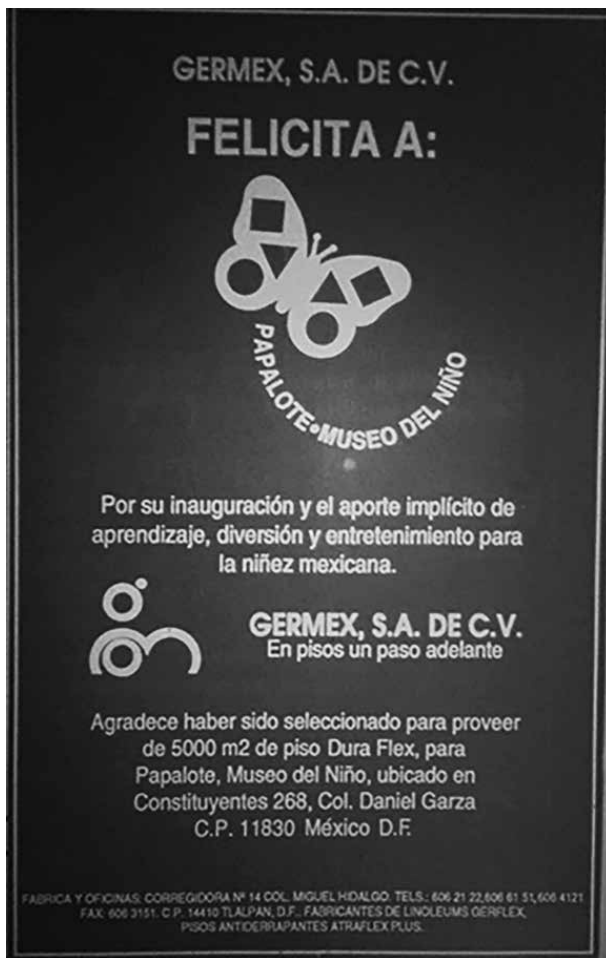 GERMEX, S.A. DE C.V.
FELICITA A:
PAPALOTE•MUSEO DEL NIÑO
Por su inauguración y el aporte implícito de
aprendizaje, diversión y entretenimiento para
la niñez mexicana.
GERMEX, S.A. DE C.V.
En pisos un paso adelante
Agradece haber sido seleccionado para proveer
de 5000 m2 de piso Dura Flex, para
Papalote, Museo del Niño, ubicado en
Constituyentes 268, Col. Daniel Garza
C.P. 11830 México D.F.
FABRICA Y OFICINAS: CORREGIDORA Nº 14 COL. MIGUEL HIDALGO. TELS.: 606 21 22,606 61 51,606 4121
FAX: 606 3151. C.P. 14410 TLALPAN, D.F.. FABRICANTES DE LINOLEUMS GERFLEX,
PISOS ANTIDERRAPANTES ATRAFLEX PLUS.